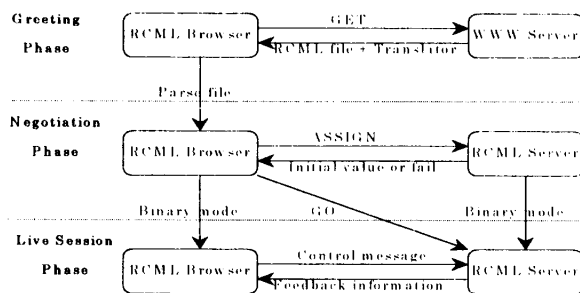 Greeting
Phase
RCML Browser
GET
RCML file + Translitor
WWW Server
Parse file
Negotiation
Phase
RCML Browser
ASSIGN
Initial value or fail
RCML Server
Binary mode
GO
Binary mode
Live Session
Phase
RCML Browser
Control message
Feedback information
RCML Server